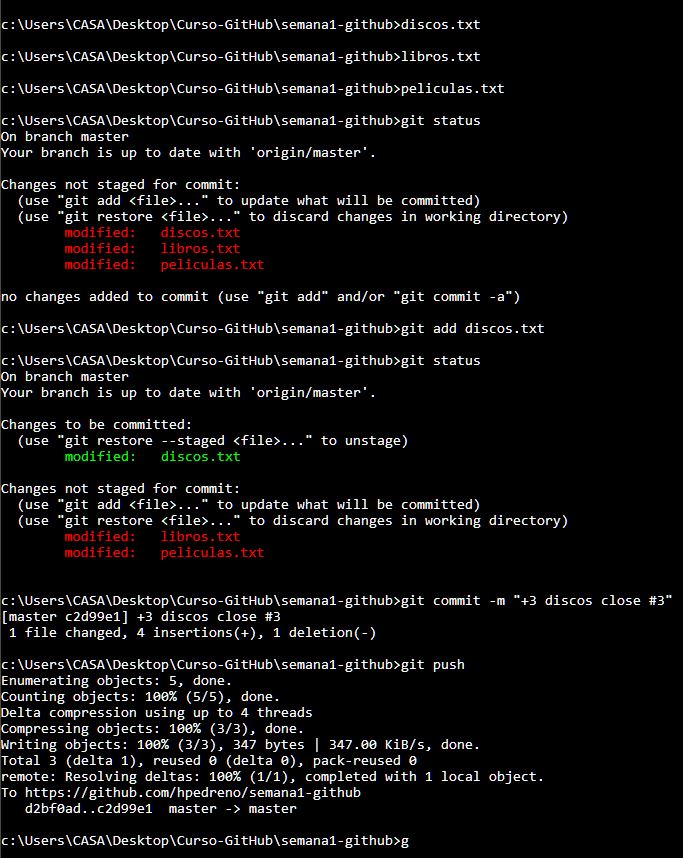 c:\Users\CASA\Desktop\Curso-GitHub\semana1-github>discos.txt
c:\Users\CASA\Desktop\Curso-GitHub\semana1-github>libros.txt
c:\Users\CASA\Desktop\Curso-GitHub\semana1-github>peliculas.txt
c:\Users\CASA\Desktop\Curso-GitHub\semana1-github>git status
On branch master
Your branch is up to date with 'origin/master'.
Changes not staged for commit:
  (use "git add <file>..." to update what will be committed)
  (use "git restore <file>..." to discard changes in working directory)
        modified:   discos.txt
        modified:   libros.txt
        modified:   peliculas.txt
no changes added to commit (use "git add" and/or "git commit -a")
c:\Users\CASA\Desktop\Curso-GitHub\semana1-github>git add discos.txt
c:\Users\CASA\Desktop\Curso-GitHub\semana1-github>git status
On branch master
Your branch is up to date with 'origin/master'.
Changes to be committed:
  (use "git restore --staged <file>..." to unstage)
        modified:   discos.txt
Changes not staged for commit:
  (use "git add <file>..." to update what will be committed)
  (use "git restore <file>..." to discard changes in working directory)
        modified:   libros.txt
        modified:   peliculas.txt
c:\Users\CASA\Desktop\Curso-GitHub\semana1-github>git commit -m "+3 discos close #3"
[master c2d99e1] +3 discos close #3
 1 file changed, 4 insertions(+), 1 deletion(-)
c:\Users\CASA\Desktop\Curso-GitHub\semana1-github>git push
Enumerating objects: 5, done.
Counting objects: 100% (5/5), done.
Delta compression using up to 4 threads
Compressing objects: 100% (3/3), done.
Writing objects: 100% (3/3), 347 bytes | 347.00 KiB/s, done.
Total 3 (delta 1), reused 0 (delta 0), pack-reused 0
remote: Resolving deltas: 100% (1/1), completed with 1 local object.
To https://github.com/hpedreno/semana1-github
   d2bf0ad..c2d99e1  master -> master
c:\Users\CASA\Desktop\Curso-GitHub\semana1-github>g